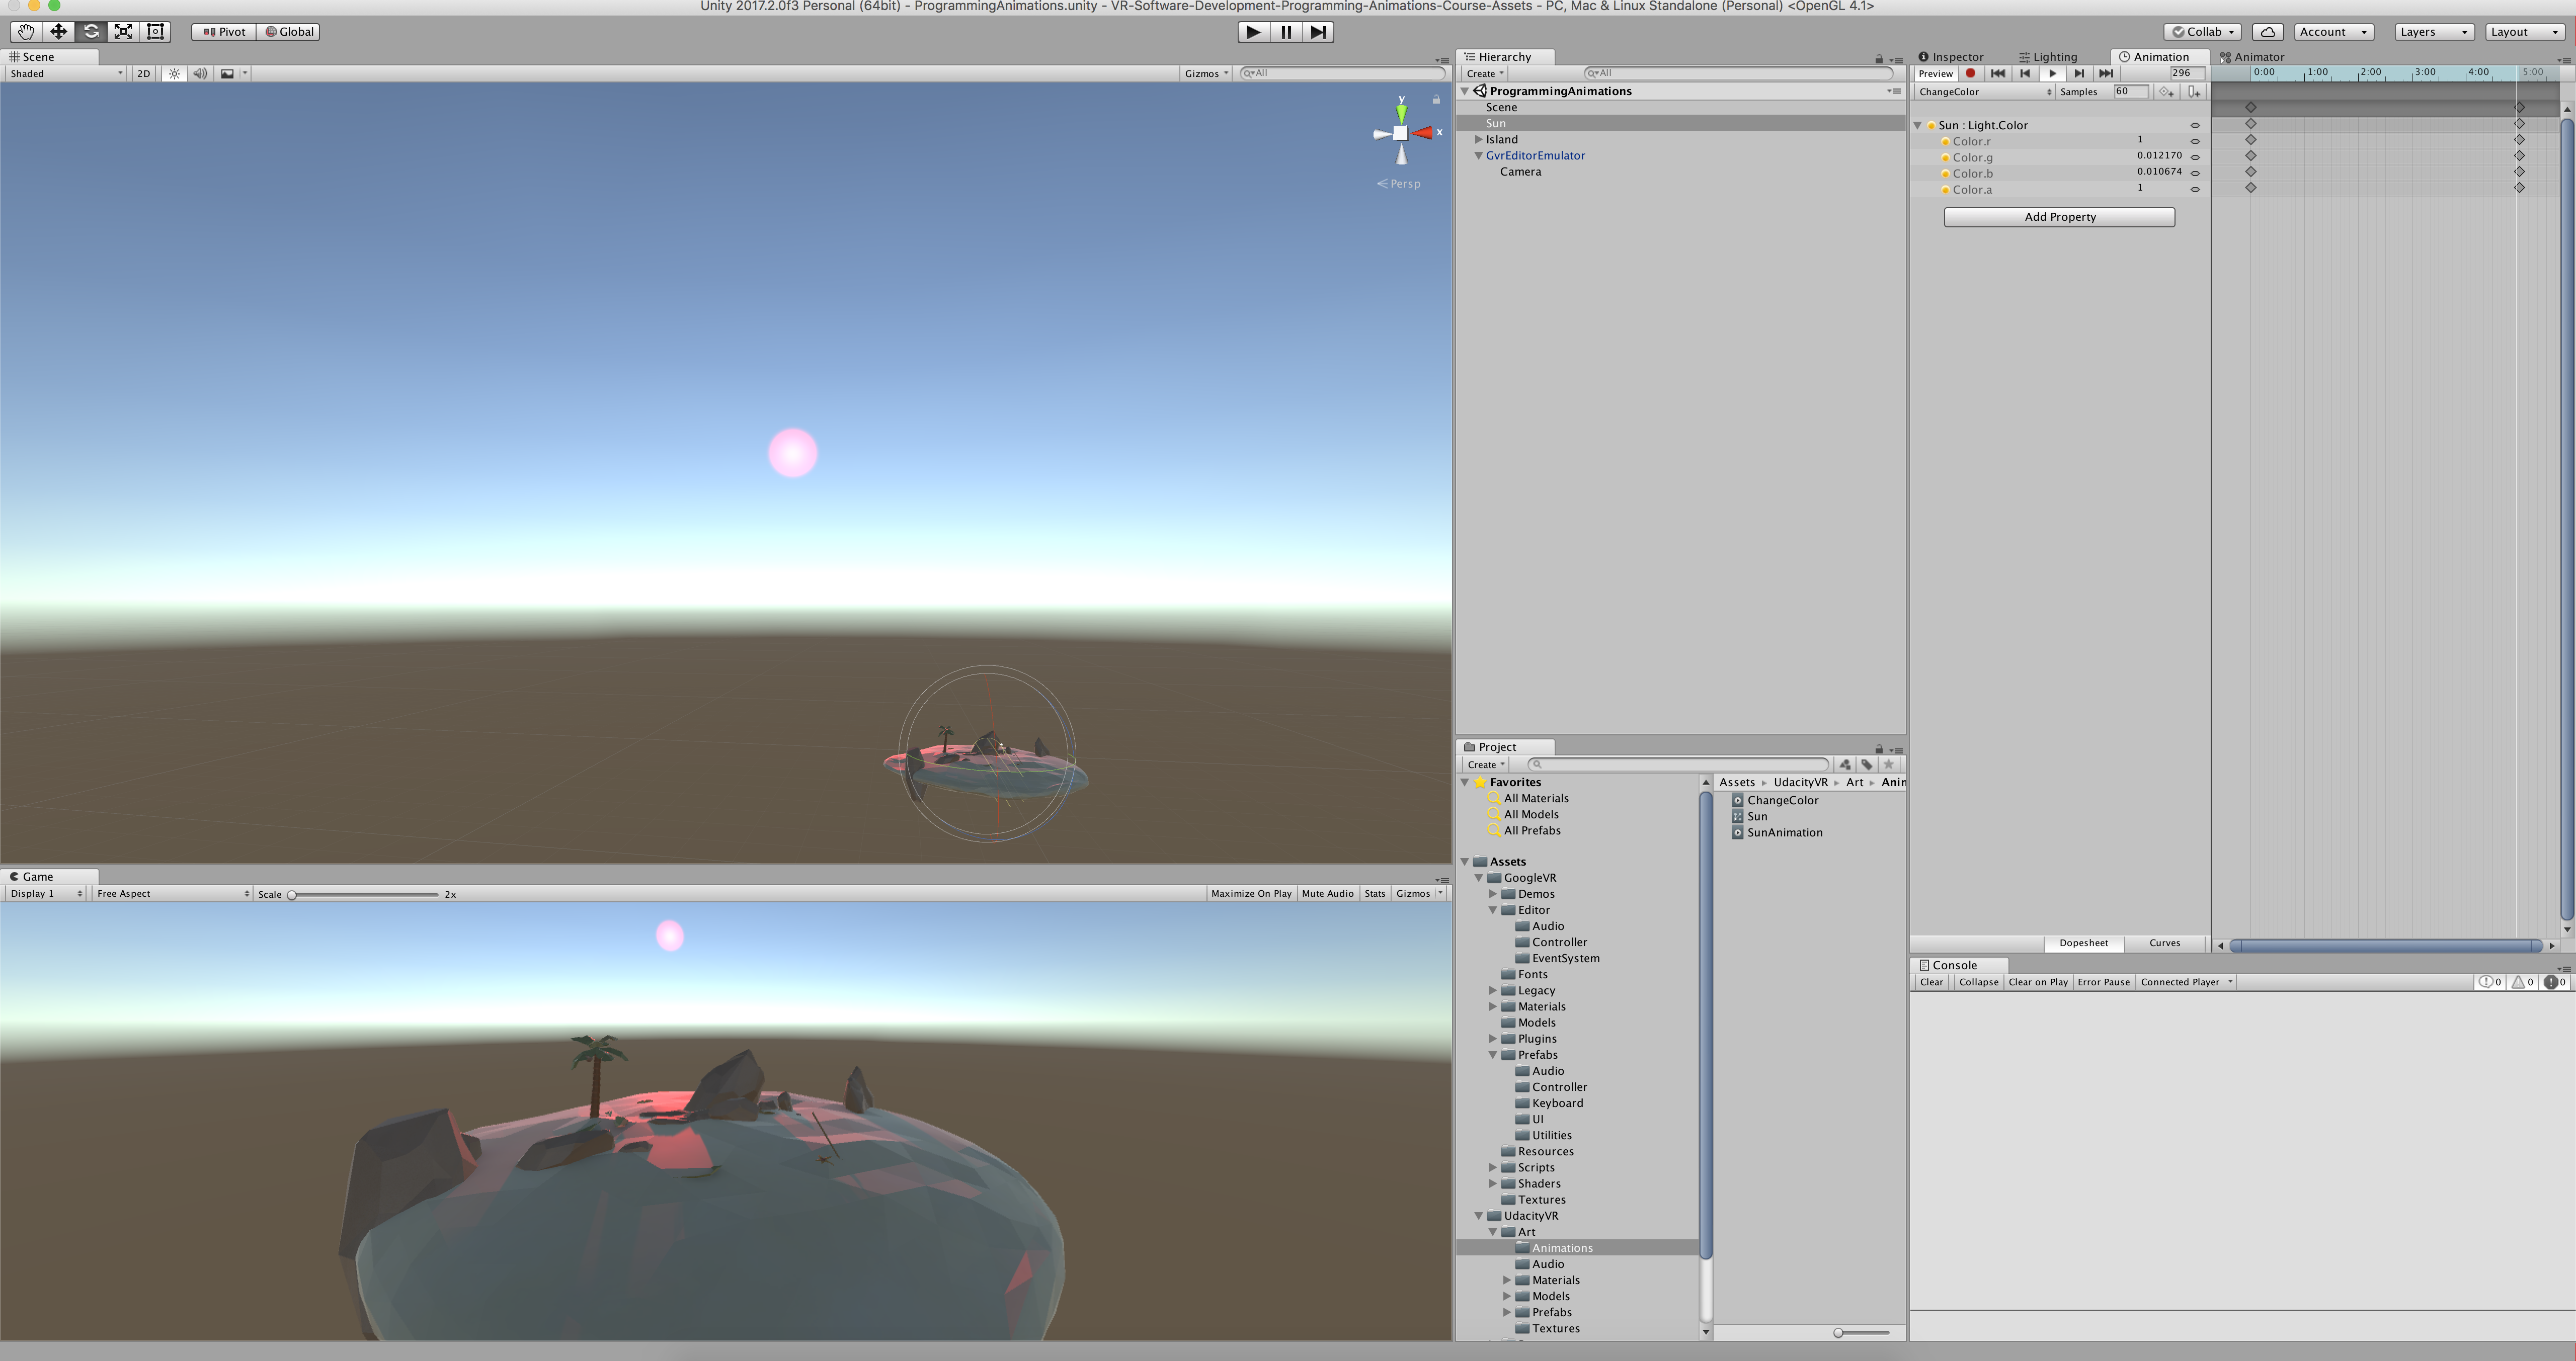 Unity 2017.2.0f3 Personal (64bit) - ProgrammingAnimations.unity - VR-Software-Development-Programming-Animations-Course-Assets - PC, Mac & Linux Standalone (Personal) <OpenGL 4.1>
Pivot Global Collab Account Layers Layout
Scene
Shaded 2D Gizmos All
y
x
Persp
Game
Display 1 Free Aspect Scale 2x Maximize On Play Mute Audio Stats Gizmos
Hierarchy
Create All
ProgrammingAnimations
Scene
Sun
Island
GvrEditorEmulator
Camera
Project
Create
Favorites
All Materials
All Models
All Prefabs
Assets
GoogleVR
Demos
Editor
Audio
Controller
EventSystem
Fonts
Legacy
Materials
Models
Plugins
Prefabs
Audio
Controller
Keyboard
UI
Utilities
Resources
Scripts
Shaders
Textures
UdacityVR
Art
Animations
Audio
Materials
Models
Prefabs
Textures
Assets UdacityVR Art Anir
ChangeColor
Sun
SunAnimation
Inspector Lighting Animation Animator
Preview 296 0:00 1:00 2:00 3:00 4:00 5:00
ChangeColor Samples 60
Sun : Light.Color
Color.r 1
Color.g 0.012170
Color.b 0.010674
Color.a 1
Add Property
Dopesheet Curves
Console
Clear Collapse Clear on Play Error Pause Connected Player 0 0 0